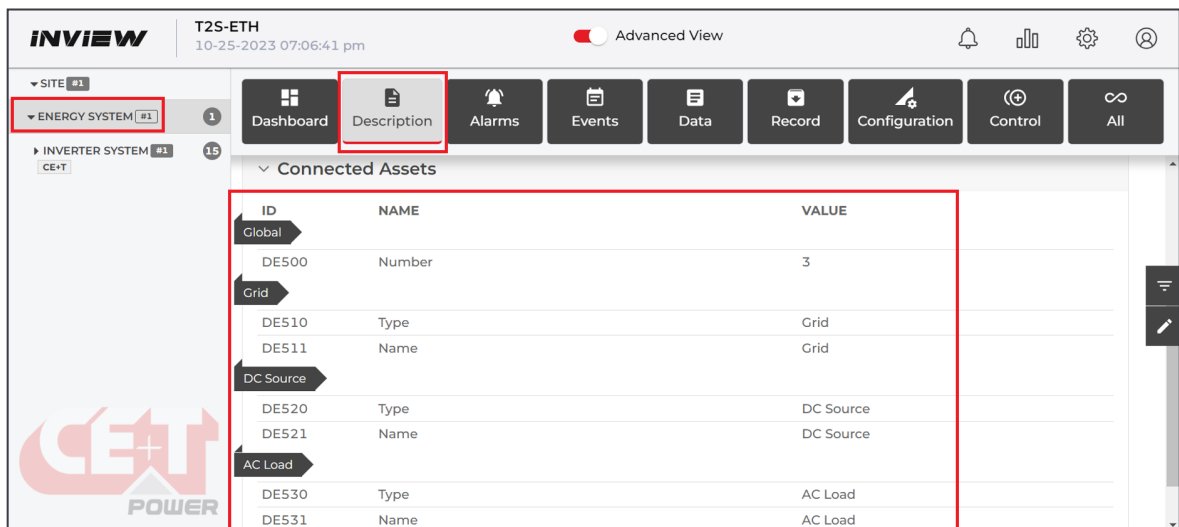 INVIEW
T2S-ETH
10-25-2023 07:06:41 pm
Advanced View
SITE #1
ENERGY SYSTEM #1 1
INVERTER SYSTEM #1 15
CE+T
Dashboard Description Alarms Events Data Record Configuration Control All
Connected Assets
ID NAME VALUE
Global
DE500 Number 3
Grid
DE510 Type Grid
DE511 Name Grid
DC Source
DE520 Type DC Source
DE521 Name DC Source
AC Load
DE530 Type AC Load
DE531 Name AC Load
CE+T
POWER